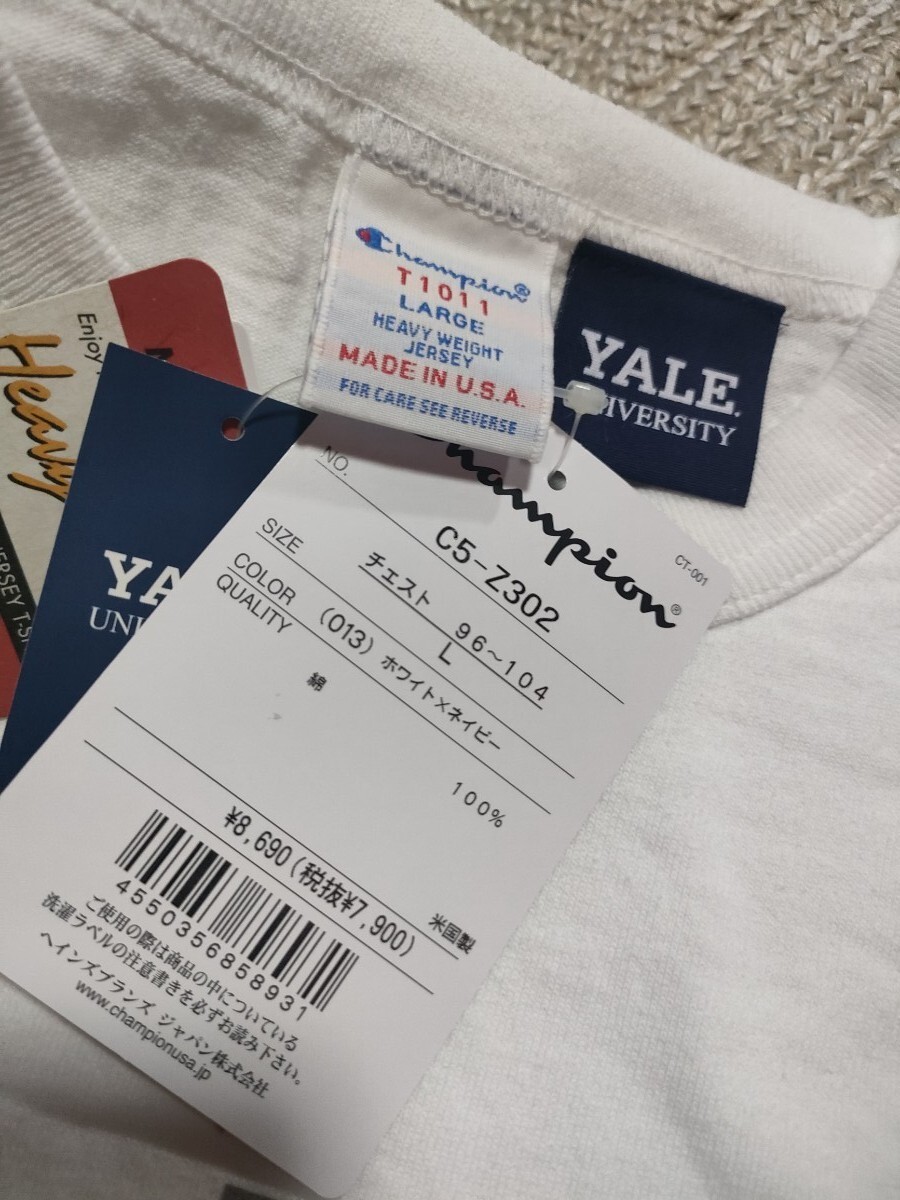 Champion®
T1011
LARGE
HEAVY WEIGHT
JERSEY
MADE IN U.S.A.
FOR CARE SEE REVERSE
YALE.
UNIVERSITY
Enjoy
Heavy
JERSEY
YA
UNI
Champion®
CT-001
NO. C5-Z302
SIZE チェスト 96～104
L
COLOR (013) ホワイト×ネイビー
QUALITY
綿 100%
¥8,690(税抜¥7,900)
米国製
4550356858931
ご使用の際は商品の中についている
洗濯ラベルの注意書きを必ずお読み下さい。
ヘインズブランズ ジャパン株式会社
www.championusa.jp